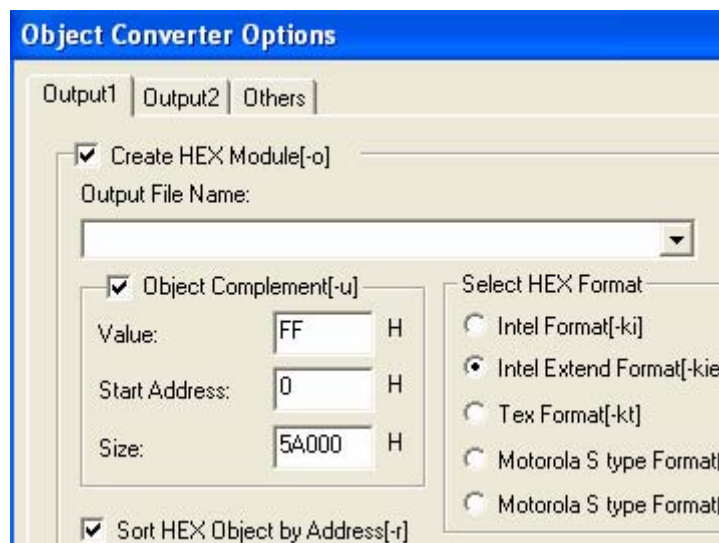 Object Converter Options
Output1 Output2 Others
Create HEX Module[-o]
Output File Name:
Object Complement[-u]
Value: FF H
Start Address: 0 H
Size: 5A000 H
Sort HEX Object by Address[-r]
Select HEX Format
Intel Format[-ki]
Intel Extend Format[-kie
Tex Format[-kt]
Motorola S type Format[
Motorola S type Format[